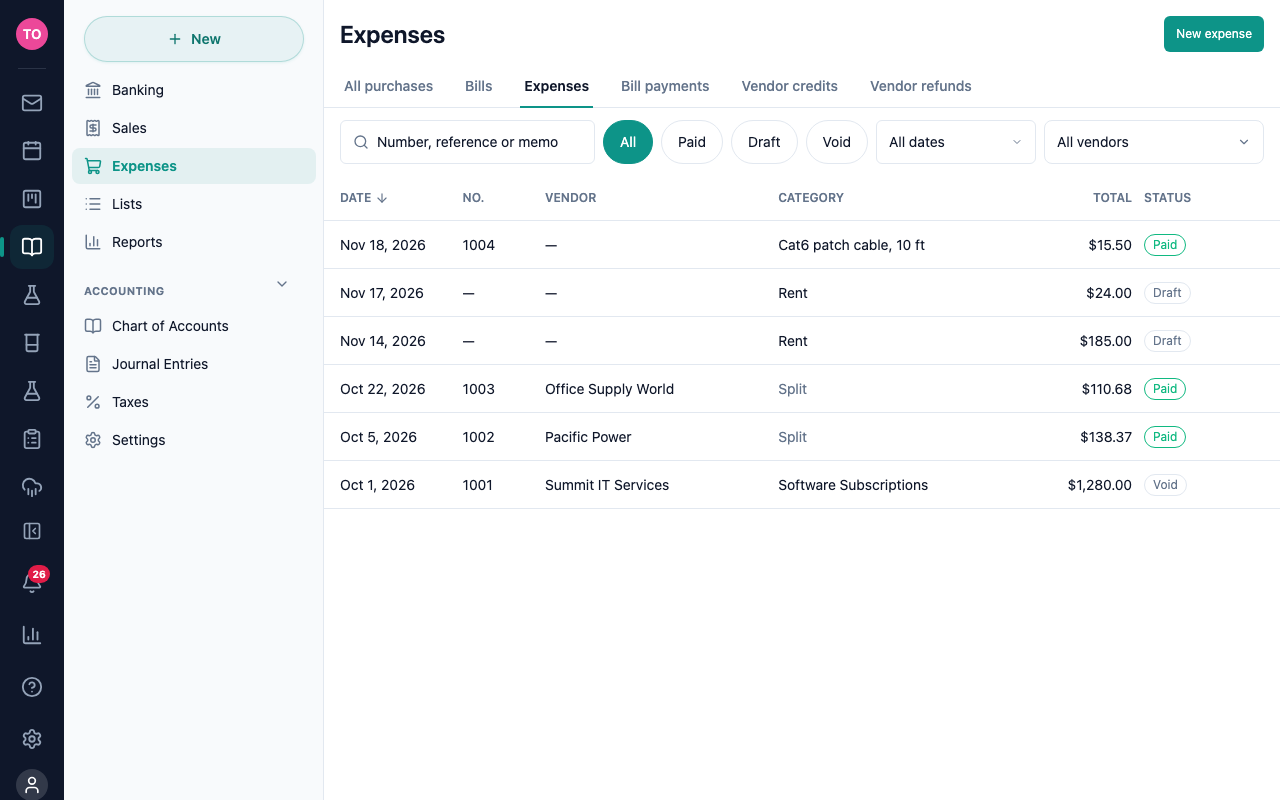 TO
New
Banking
Sales
Expenses
Lists
Reports
ACCOUNTING
Chart of Accounts
Journal Entries
Taxes
Settings
26
Expenses
New expense
All purchases Bills Expenses Bill payments Vendor credits Vendor refunds
Number, reference or memo All Paid Draft Void All dates All vendors
DATE NO. VENDOR CATEGORY TOTAL STATUS
Nov 18, 2026 1004 — Cat6 patch cable, 10 ft $15.50 Paid
Nov 17, 2026 — — Rent $24.00 Draft
Nov 14, 2026 — — Rent $185.00 Draft
Oct 22, 2026 1003 Office Supply World Split $110.68 Paid
Oct 5, 2026 1002 Pacific Power Split $138.37 Paid
Oct 1, 2026 1001 Summit IT Services Software Subscriptions $1,280.00 Void